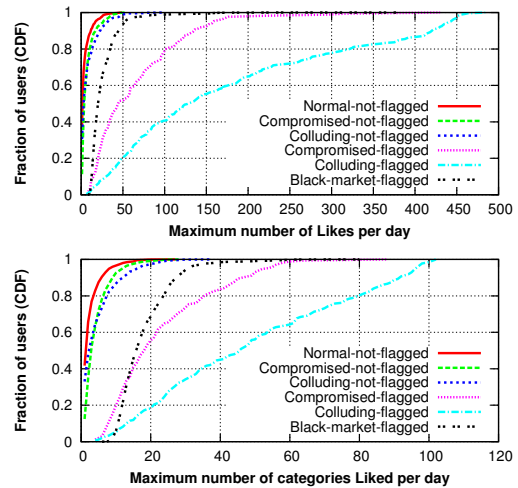 Fraction of users (CDF)
1
0.8
0.6
0.4
0.2
0
Normal-not-flagged
Compromised-not-flagged
Colluding-not-flagged
Compromised-flagged
Colluding-flagged
Black-market-flagged
0 50 100 150 200 250 300 350 400 450 500
Maximum number of Likes per day
Fraction of users (CDF)
1
0.8
0.6
0.4
0.2
0
Normal-not-flagged
Compromised-not-flagged
Colluding-not-flagged
Compromised-flagged
Colluding-flagged
Black-market-flagged
0 20 40 60 80 100 120
Maximum number of categories Liked per day